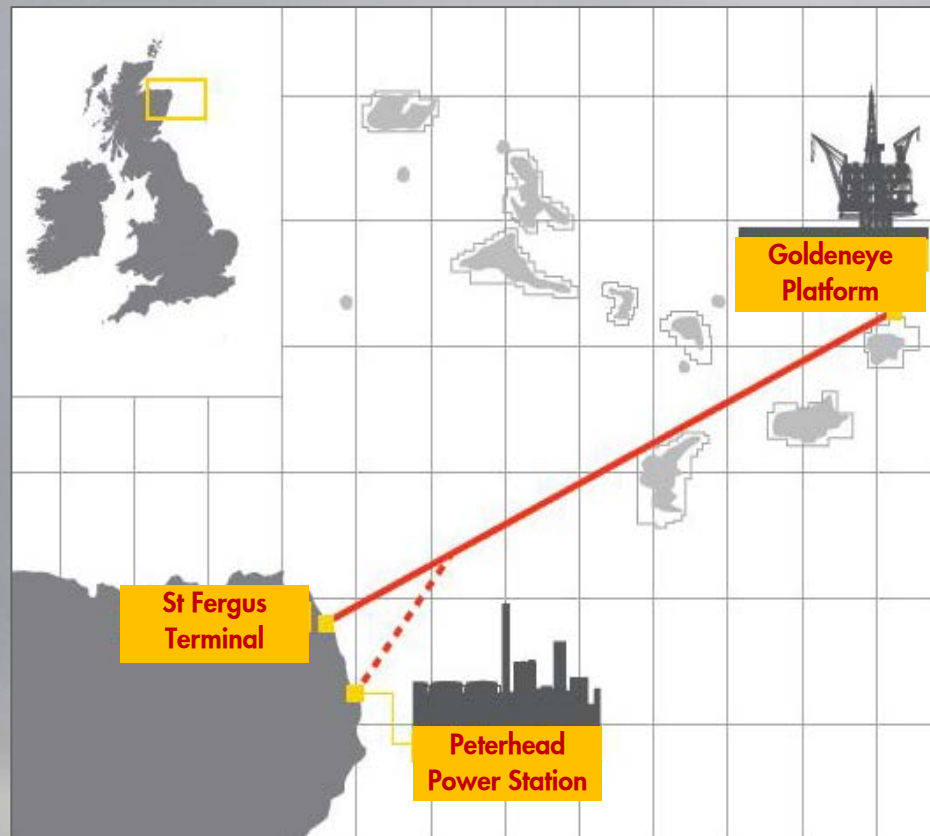 Goldeneye
Platform
St Fergus
Terminal
Peterhead
Power Station